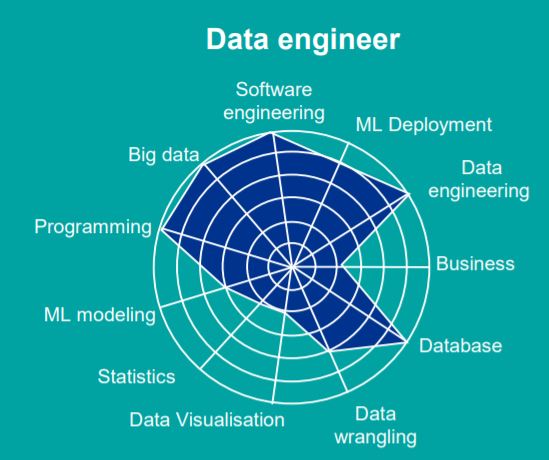 Data engineer
Software
engineering
ML Deployment
Big data
Data
engineering
Programming
Business
ML modeling
Database
Statistics
Data Visualisation
Data
wrangling